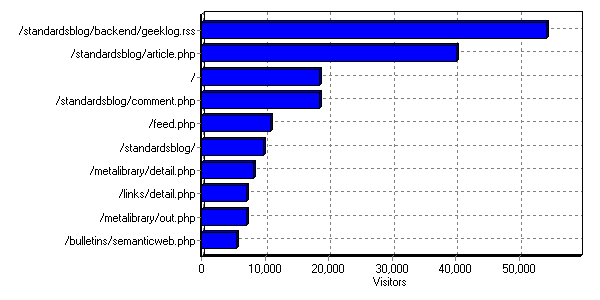 /standardsblog/backend/geeklog.rss
/standardsblog/article.php
/
/standardsblog/comment.php
/feed.php
/standardsblog/
/metalibrary/detail.php
/links/detail.php
/metalibrary/out.php
/bulletins/semanticweb.php
0 10,000 20,000 30,000 40,000 50,000
Visitors